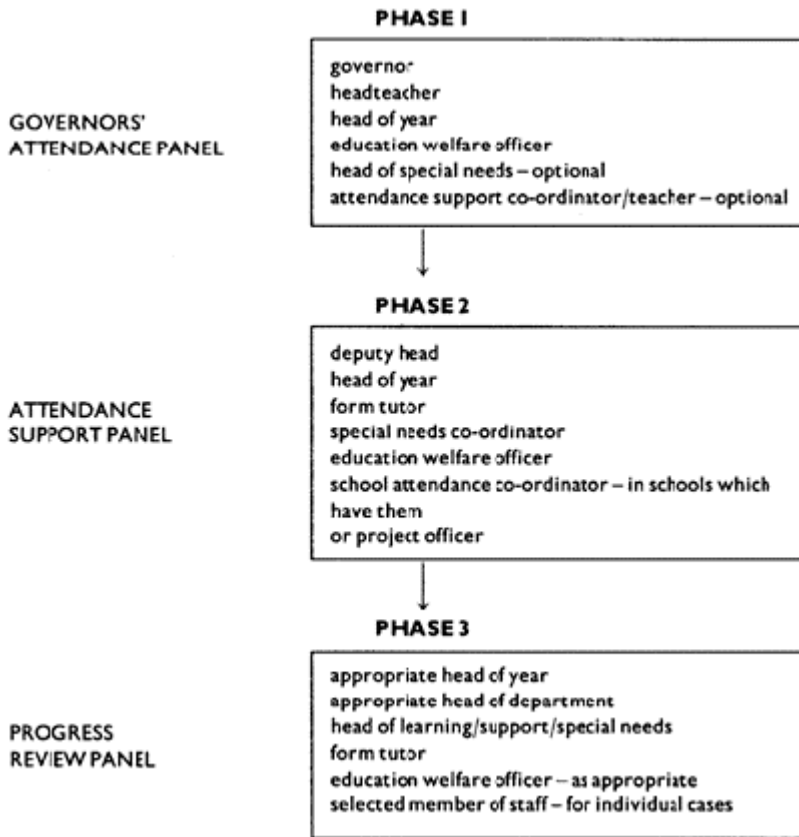 PHASE 1
GOVERNORS'
ATTENDANCE PANEL
governor
headteacher
head of year
education welfare officer
head of special needs – optional
attendance support co-ordinator/teacher – optional
PHASE 2
ATTENDANCE
SUPPORT PANEL
deputy head
head of year
form tutor
special needs co-ordinator
education welfare officer
school attendance co-ordinator – in schools which
have them
or project officer
PHASE 3
PROGRESS
REVIEW PANEL
appropriate head of year
appropriate head of department
head of learning/support/special needs
form tutor
education welfare officer – as appropriate
selected member of staff – for individual cases